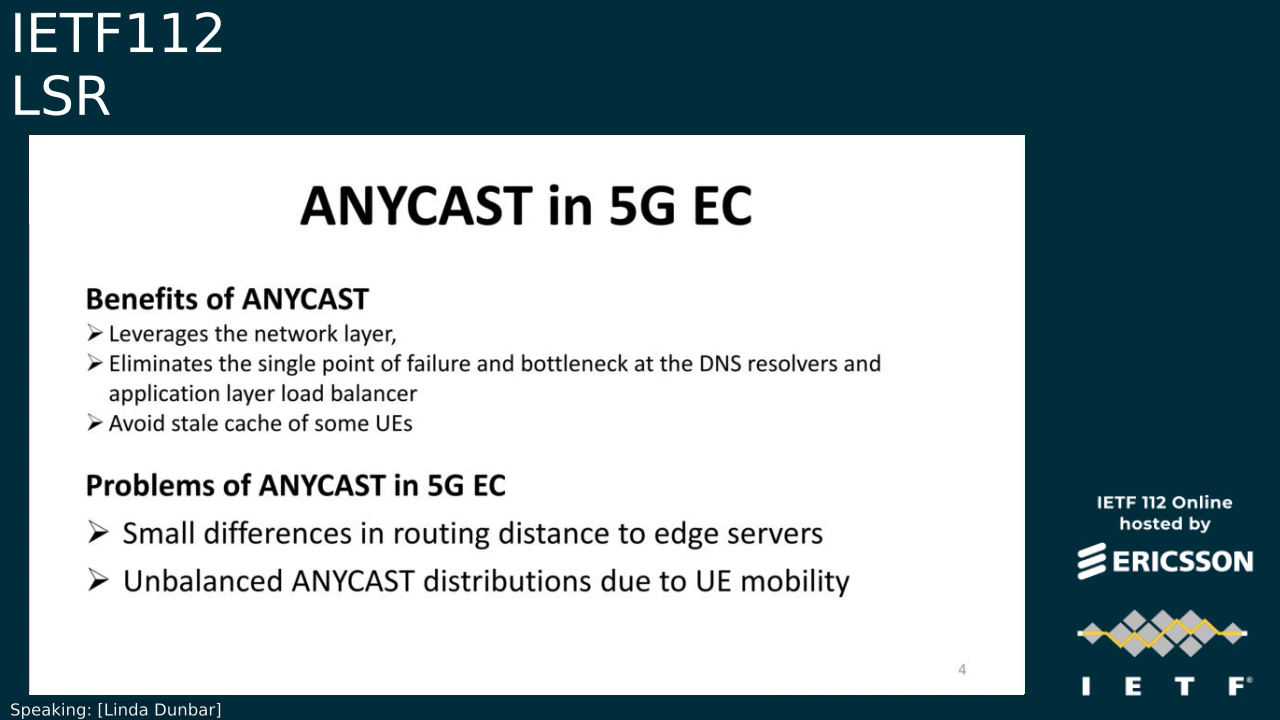 IETF112
LSR
ANYCAST in 5G EC
Benefits of ANYCAST
➢ Leverages the network layer,
➢ Eliminates the single point of failure and bottleneck at the DNS resolvers and
application layer load balancer
➢ Avoid stale cache of some UEs
Problems of ANYCAST in 5G EC
➢ Small differences in routing distance to edge servers
➢ Unbalanced ANYCAST distributions due to UE mobility
4
IETF 112 Online
hosted by
ERICSSON
I E T F®
Speaking: [Linda Dunbar]